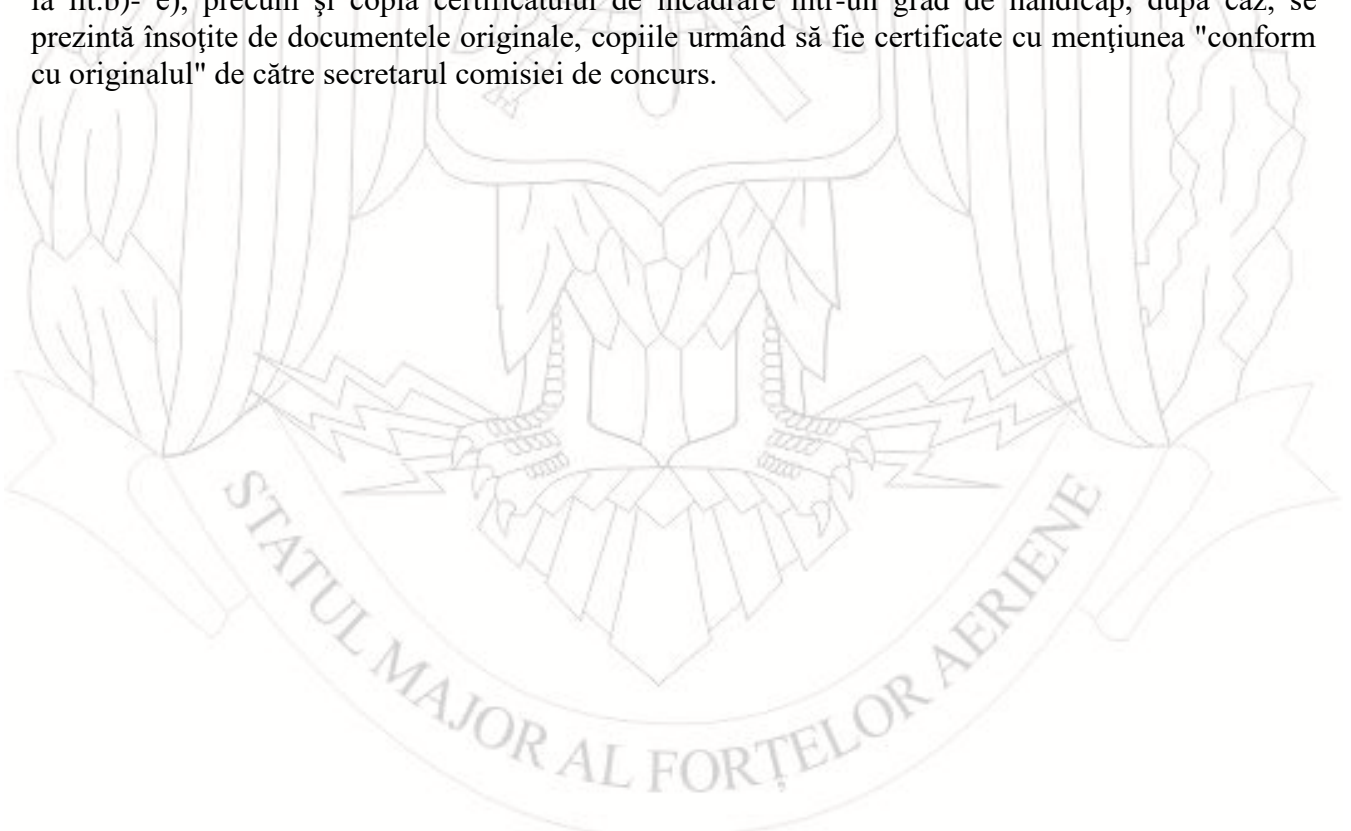 la lit.b)- e), precum şi copia certificatului de încadrare într-un grad de handicap, după caz, se
prezintă însoţite de documentele originale, copiile urmând să fie certificate cu menţiunea "conform
cu originalul" de către secretarul comisiei de concurs.
STATUL MAJOR AL FORȚELOR AERIENE